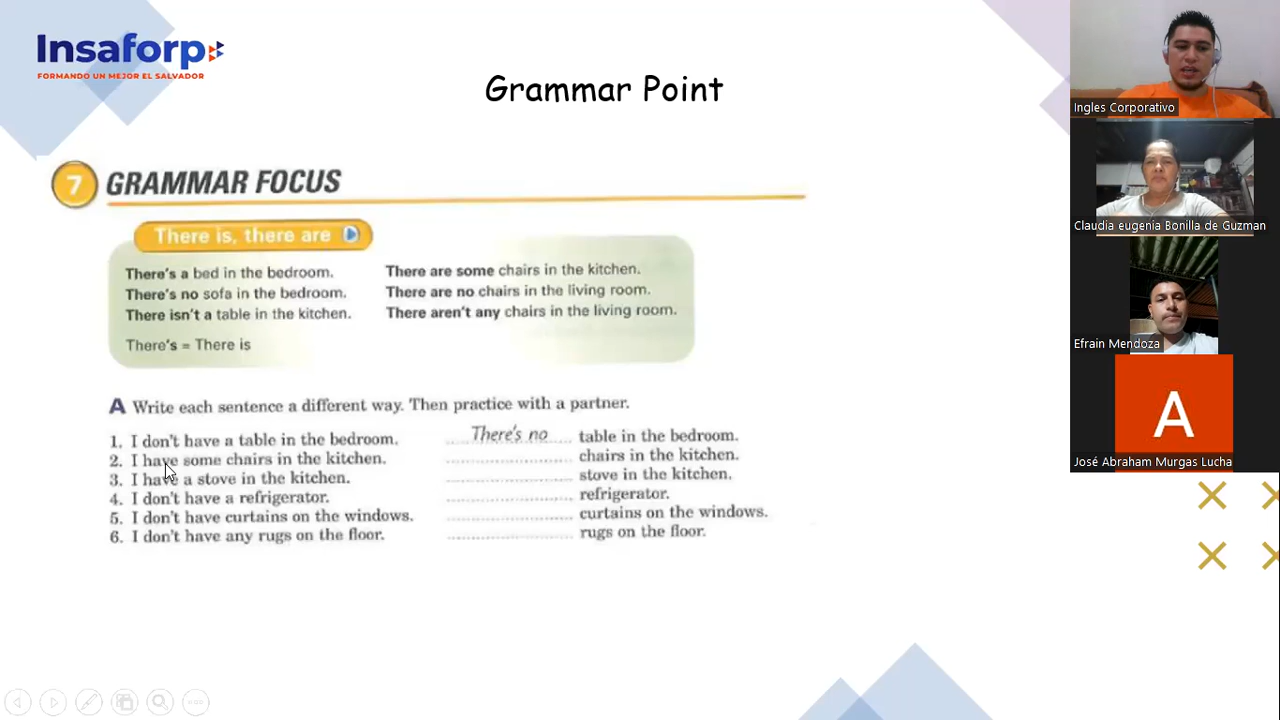 Insaforp
FORMANDO UN MEJOR EL SALVADOR
Grammar Point
7 GRAMMAR FOCUS
There is, there are
There's a bed in the bedroom.
There's no sofa in the bedroom.
There isn't a table in the kitchen.
There's = There is
There are some chairs in the kitchen.
There are no chairs in the living room.
There aren't any chairs in the living room.
A Write each sentence a different way. Then practice with a partner.
1. I don't have a table in the bedroom. There's no table in the bedroom.
2. I have some chairs in the kitchen. .................... chairs in the kitchen.
3. I have a stove in the kitchen. .................... stove in the kitchen.
4. I don't have a refrigerator. .................... refrigerator.
5. I don't have curtains on the windows. .................... curtains on the windows.
6. I don't have any rugs on the floor. .................... rugs on the floor.
Ingles Corporativo
Claudia eugenia Bonilla de Guzman
Efrain Mendoza
A
José Abraham Murgas Lucha